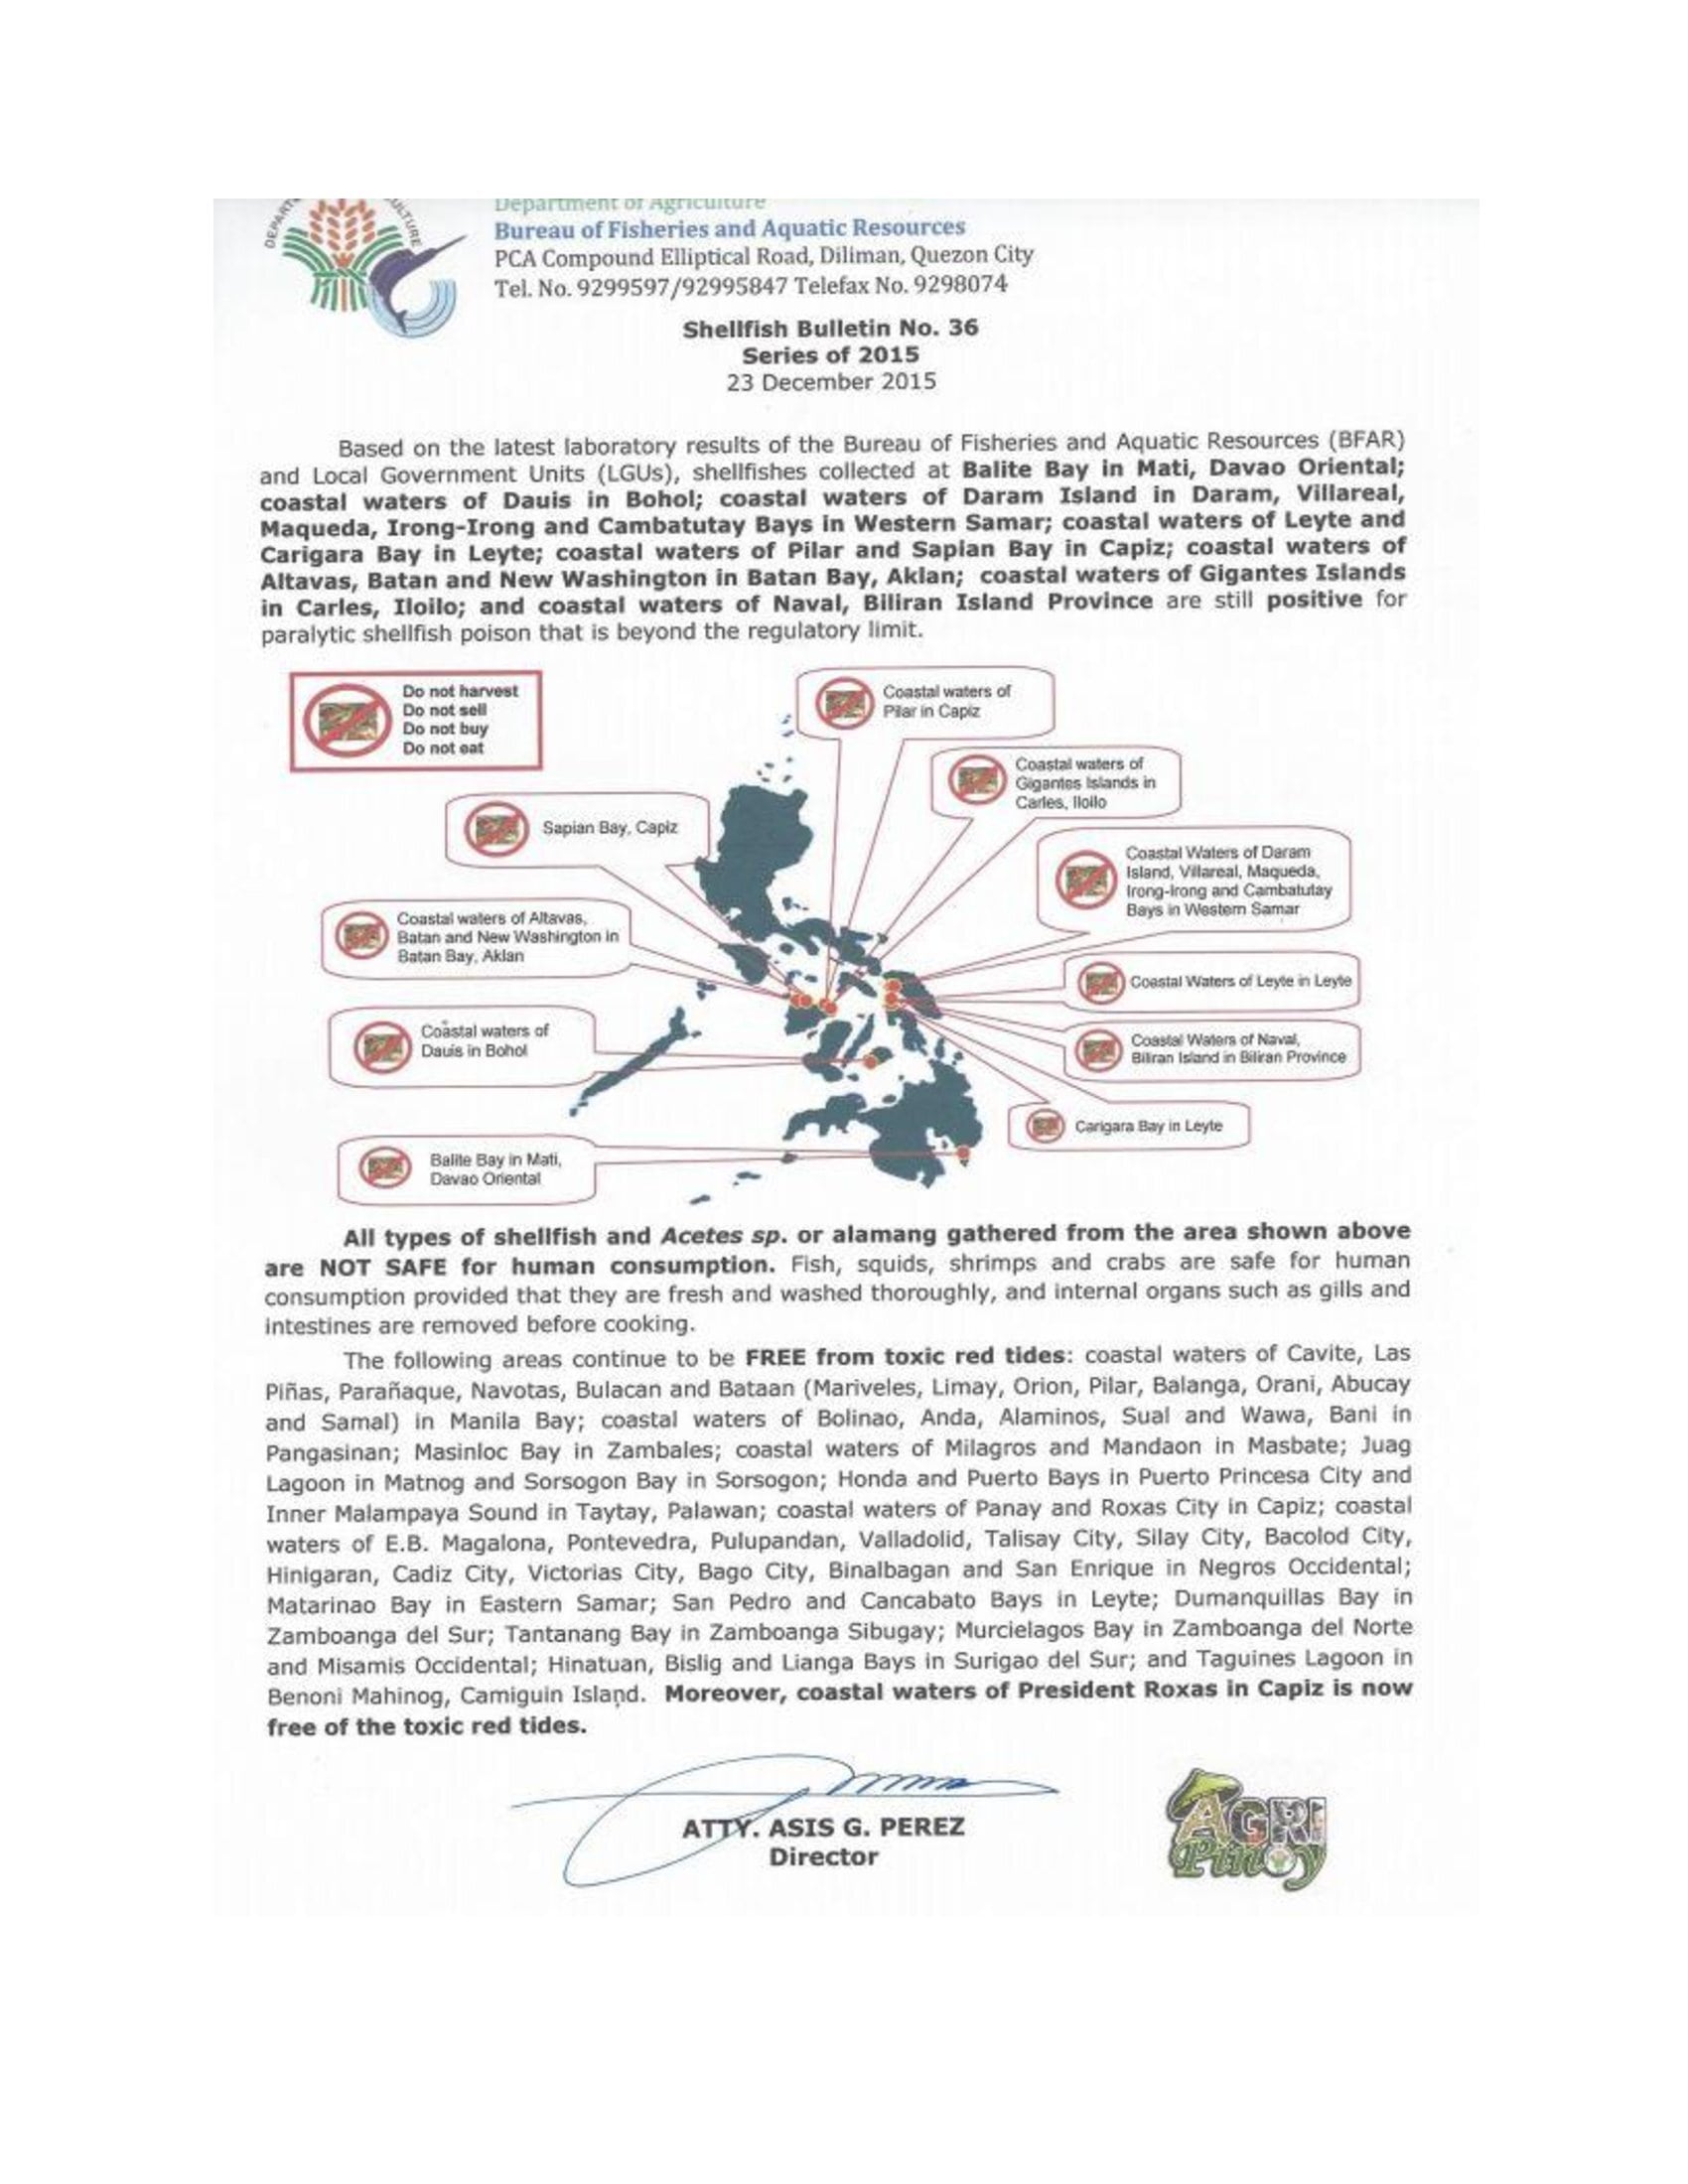 DEPART
ULTURE
Department of Agriculture
Bureau of Fisheries and Aquatic Resources
PCA Compound Elliptical Road, Diliman, Quezon City
Tel. No. 9299597/92995847 Telefax No. 9298074
Shellfish Bulletin No. 36
Series of 2015
23 December 2015
Based on the latest laboratory results of the Bureau of Fisheries and Aquatic Resources (BFAR)
and Local Government Units (LGUs), shellfishes collected at Balite Bay in Mati, Davao Oriental;
coastal waters of Dauis in Bohol; coastal waters of Daram Island in Daram, Villareal,
Maqueda, Irong-Irong and Cambatutay Bays in Western Samar; coastal waters of Leyte and
Carigara Bay in Leyte; coastal waters of Pilar and Sapian Bay in Capiz; coastal waters of
Altavas, Batan and New Washington in Batan Bay, Aklan; coastal waters of Gigantes Islands
in Carles, Iloilo; and coastal waters of Naval, Biliran Island Province are still positive for
paralytic shellfish poison that is beyond the regulatory limit.
Do not harvest
Do not sell
Do not buy
Do not eat
Coastal waters of
Pilar in Capiz
Coastal waters of
Gigantes Islands in
Carles, Iloilo
Sapian Bay, Capiz
Coastal Waters of Daram
Island, Villareal, Maqueda,
Irong-Irong and Cambatutay
Bays in Western Samar
Coastal waters of Altavas,
Batan and New Washington in
Batan Bay, Aklan
Coastal Waters of Leyte in Leyte
Coastal waters of
Dauis in Bohol
Coastal Waters of Naval,
Biliran Island in Biliran Province
Carigara Bay in Leyte
Balite Bay in Mati,
Davao Oriental
All types of shellfish and Acetes sp. or alamang gathered from the area shown above
are NOT SAFE for human consumption. Fish, squids, shrimps and crabs are safe for human
consumption provided that they are fresh and washed thoroughly, and internal organs such as gills and
intestines are removed before cooking.
The following areas continue to be FREE from toxic red tides: coastal waters of Cavite, Las
Piñas, Parañaque, Navotas, Bulacan and Bataan (Mariveles, Limay, Orion, Pilar, Balanga, Orani, Abucay
and Samal) in Manila Bay; coastal waters of Bolinao, Anda, Alaminos, Sual and Wawa, Bani in
Pangasinan; Masinloc Bay in Zambales; coastal waters of Milagros and Mandaon in Masbate; Juag
Lagoon in Matnog and Sorsogon Bay in Sorsogon; Honda and Puerto Bays in Puerto Princesa City and
Inner Malampaya Sound in Taytay, Palawan; coastal waters of Panay and Roxas City in Capiz; coastal
waters of E.B. Magalona, Pontevedra, Pulupandan, Valladolid, Talisay City, Silay City, Bacolod City,
Hinigaran, Cadiz City, Victorias City, Bago City, Binalbagan and San Enrique in Negros Occidental;
Matarinao Bay in Eastern Samar; San Pedro and Cancabato Bays in Leyte; Dumanquillas Bay in
Zamboanga del Sur; Tantanang Bay in Zamboanga Sibugay; Murcielagos Bay in Zamboanga del Norte
and Misamis Occidental; Hinatuan, Bislig and Lianga Bays in Surigao del Sur; and Taguines Lagoon in
Benoni Mahinog, Camiguin Island. Moreover, coastal waters of President Roxas in Capiz is now
free of the toxic red tides.
ATTY. ASIS G. PEREZ
Director
AGRI
Pinoy